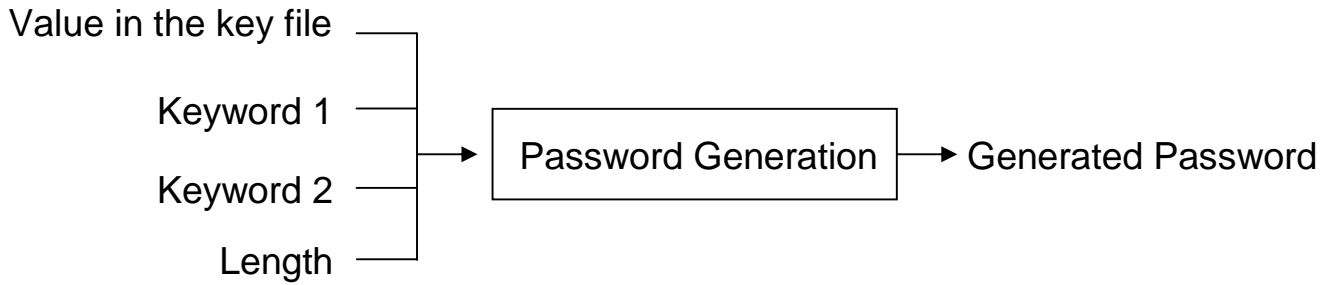 Value in the key file
Keyword 1
Keyword 2
Length
Password Generation
Generated Password